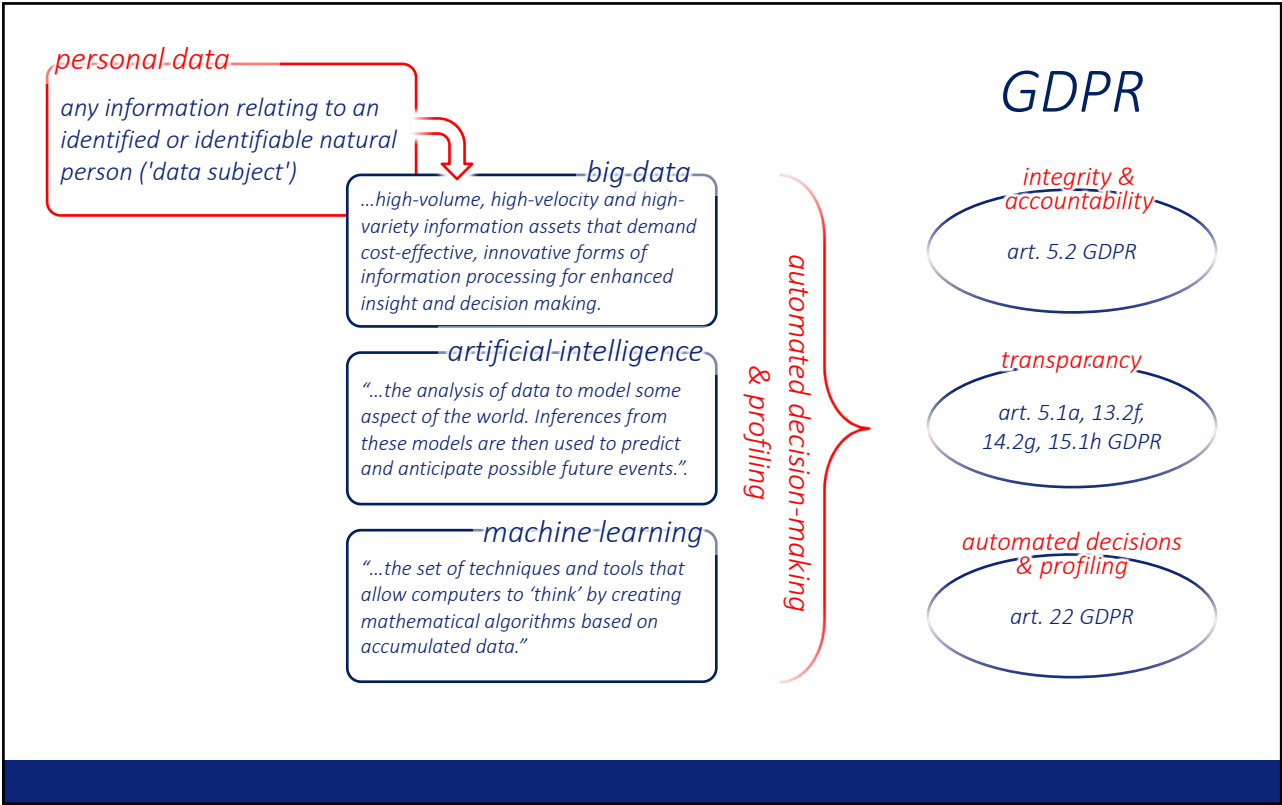 personal data
any information relating to an
identified or identifiable natural
person ('data subject')
big data
…high-volume, high-velocity and high-
variety information assets that demand
cost-effective, innovative forms of
information processing for enhanced
insight and decision making.
artificial intelligence
“…the analysis of data to model some
aspect of the world. Inferences from
these models are then used to predict
and anticipate possible future events.”.
machine learning
“…the set of techniques and tools that
allow computers to ‘think’ by creating
mathematical algorithms based on
accumulated data.”
automated decision-making
& profiling
GDPR
integrity &
accountability
art. 5.2 GDPR
transparancy
art. 5.1a, 13.2f,
14.2g, 15.1h GDPR
automated decisions
& profiling
art. 22 GDPR